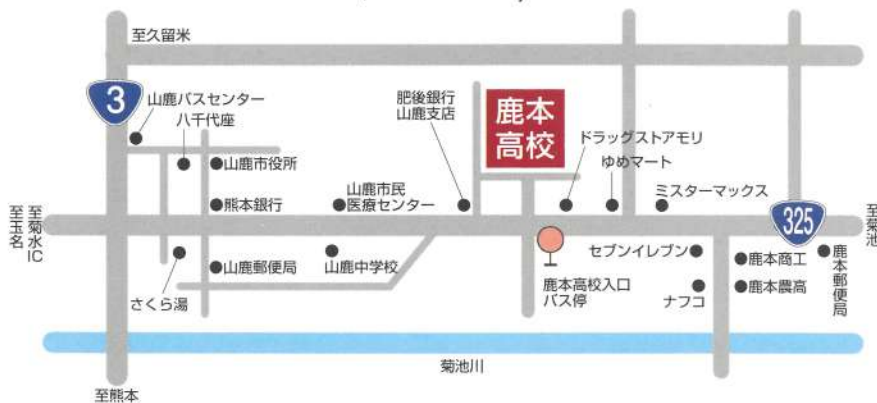 至久留米
3
山鹿バスセンター
八千代座
山鹿市役所
熊本銀行
山鹿市民
医療センター
肥後銀行
山鹿支店
鹿本
高校
ドラッグストアモリ
ゆめマート
ミスターマックス
325
至菊池
至玉名
至菊水IC
さくら湯
山鹿郵便局
山鹿中学校
鹿本高校入口
バス停
セブンイレブン
ナフコ
鹿本商工
鹿本農高
鹿本郵便局
菊池川
至熊本